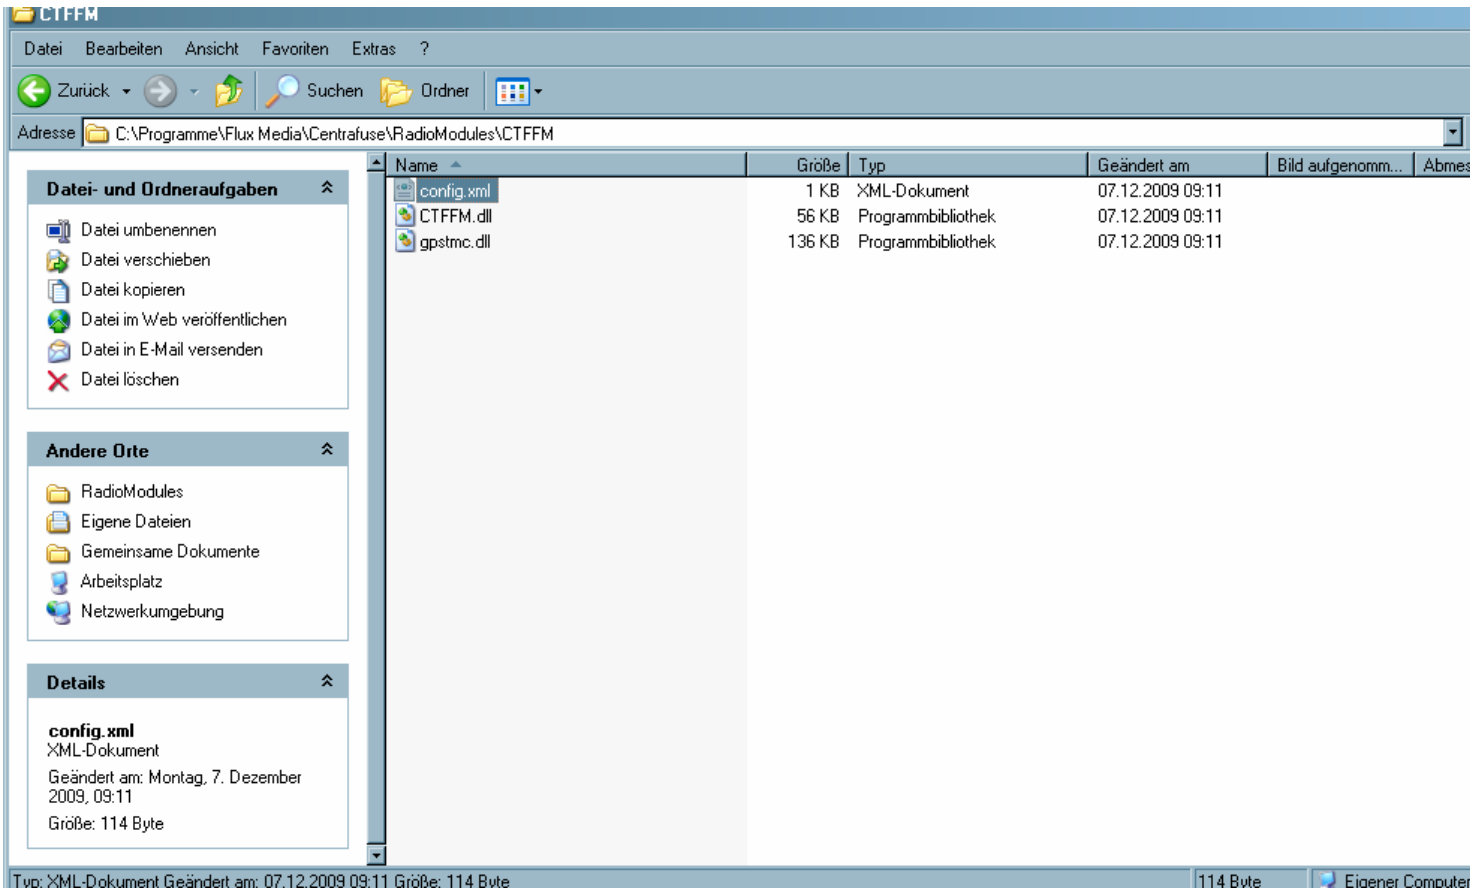 CTFFM
Datei Bearbeiten Ansicht Favoriten Extras ?
Zurück Suchen Ordner
Adresse C:\Programme\Flux Media\Centrafuse\RadioModules\CTFFM
Name Größe Typ Geändert am Bild aufgenomm... Abmes
config.xml 1 KB XML-Dokument 07.12.2009 09:11
CTFFM.dll 56 KB Programmbibliothek 07.12.2009 09:11
gpstmc.dll 136 KB Programmbibliothek 07.12.2009 09:11
Datei- und Ordneraufgaben
Datei umbenennen
Datei verschieben
Datei kopieren
Datei im Web veröffentlichen
Datei in E-Mail versenden
Datei löschen
Andere Orte
RadioModules
Eigene Dateien
Gemeinsame Dokumente
Arbeitsplatz
Netzwerkumgebung
Details
config.xml
XML-Dokument
Geändert am: Montag, 7. Dezember
2009, 09:11
Größe: 114 Byte
Typ: XML-Dokument Geändert am: 07.12.2009 09:11 Größe: 114 Byte 114 Byte Eigener Computer